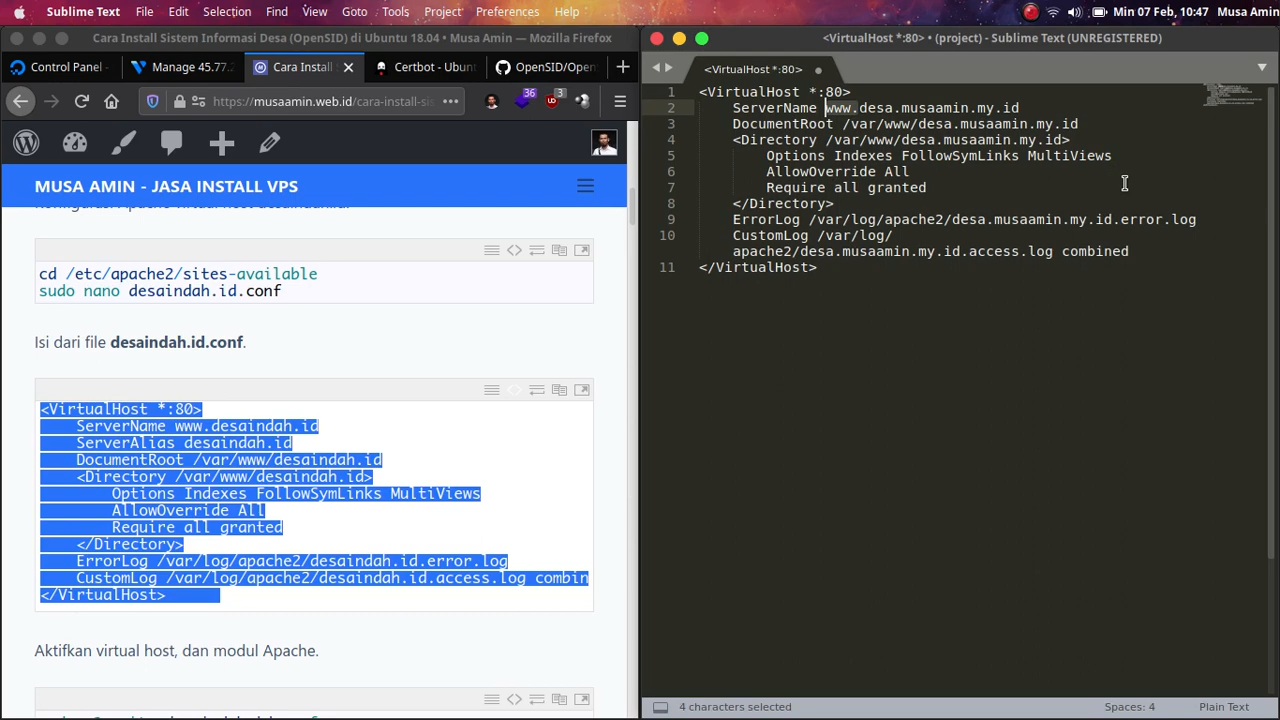 Sublime Text File Edit Selection Find View Goto Tools Project Preferences Help Min 07 Feb, 10:47 Musa Amin
Cara Install Sistem Informasi Desa (OpenSID) di Ubuntu 18.04 • Musa Amin — Mozilla Firefox
Control Panel - Manage 45.77. Cara Install Certbot - Ubun OpenSID/Open
https://musaamin.web.id/cara-install-sis
36 3
MUSA AMIN - JASA INSTALL VPS
cd /etc/apache2/sites-available
sudo nano desaindah.id.conf
Isi dari file desaindah.id.conf.
<VirtualHost *:80>
ServerName www.desaindah.id
ServerAlias desaindah.id
DocumentRoot /var/www/desaindah.id
<Directory /var/www/desaindah.id>
Options Indexes FollowSymLinks MultiViews
AllowOverride All
Require all granted
</Directory>
ErrorLog /var/log/apache2/desaindah.id.error.log
CustomLog /var/log/apache2/desaindah.id.access.log combin
</VirtualHost>
Aktifkan virtual host, dan modul Apache.
<VirtualHost *:80> • (project) - Sublime Text (UNREGISTERED)
<VirtualHost *:80>
1 <VirtualHost *:80>
2 ServerName www.desa.musaamin.my.id
3 DocumentRoot /var/www/desa.musaamin.my.id
4 <Directory /var/www/desa.musaamin.my.id>
5 Options Indexes FollowSymLinks MultiViews
6 AllowOverride All
7 Require all granted
8 </Directory>
9 ErrorLog /var/log/apache2/desa.musaamin.my.id.error.log
10 CustomLog /var/log/
apache2/desa.musaamin.my.id.access.log combined
11 </VirtualHost>
4 characters selected Spaces: 4 Plain Text